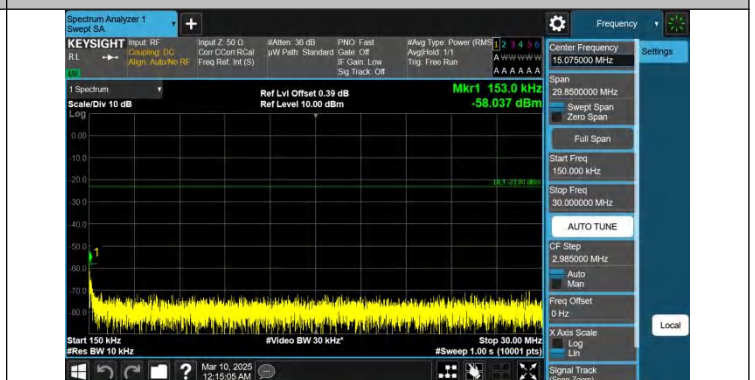 Spectrum Analyzer 1
Swept SA
+
Frequency
KEYSIGHT Input: RF Input Z: 50 Ω #Atten: 36 dB PNO: Fast #Avg Type: Power (RMS 1 2 3 4 5 6
RL Coupling: DC Corr CCorr RCal µW Path: Standard Gate: Off Avg|Hold: 1/1 A W W W W W
Align: Auto/No RF Freq Ref: Int (S) IF Gain: Low Trig: Free Run
Sig Track: Off A A A A A A
1 Spectrum
Scale/Div 10 dB
Ref Lvl Offset 0.39 dB
Ref Level 10.00 dBm
Mkr1 153.0 kHz
-58.037 dBm
Log
0.00
-10.0
-20.0
-30.0
-40.0
-50.0
-60.0
-70.0
-80.0
1
Start 150 kHz #Video BW 30 kHz* Stop 30.00 MHz
#Res BW 10 kHz #Sweep 1.00 s (10001 pts)
?
Mar 10, 2025
12:15:05 AM
Center Frequency
15.075000 MHz
Settings
Span
29.8500000 MHz
Swept Span
Zero Span
Full Span
Start Freq
150.000 kHz
Stop Freq
30.000000 MHz
AUTO TUNE
CF Step
2.985000 MHz
Auto
Man
Freq Offset
0 Hz
X Axis Scale
Log
Lin
Local
Signal Track
(Span Zoom)